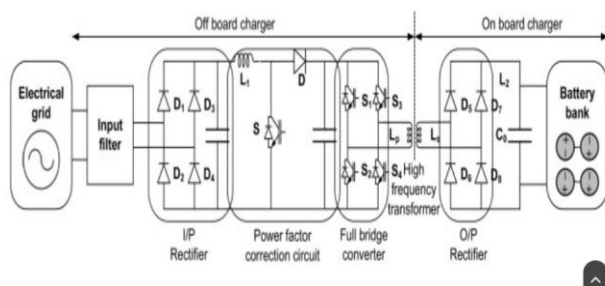 Off board charger
On board charger
Electrical
grid
Input
filter
D₁
D₃
D₂
D₄
L₁
D
S
S₁
S₃
S₂
S₄
Lₚ
Lₛ
High
frequency
transformer
D₅
D₇
D₆
D₈
L₂
C₀
Battery
bank
I/P
Rectifier
Power factor
correction circuit
Full bridge
converter
O/P
Rectifier